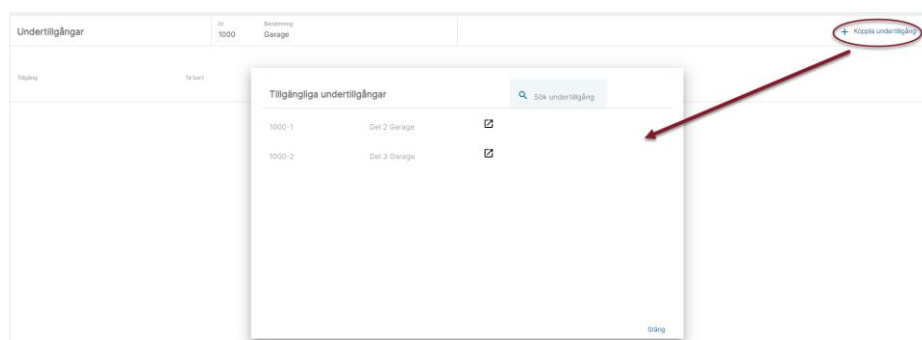 Undertillgångar
Id
1000
Benämning
Garage
+ Koppla undertillgång
Tillgång
Ta bort
Tillgängliga undertillgångar
Sök undertillgång
1000-1 Del 2 Garage
1000-2 Del 3 Garage
Stäng